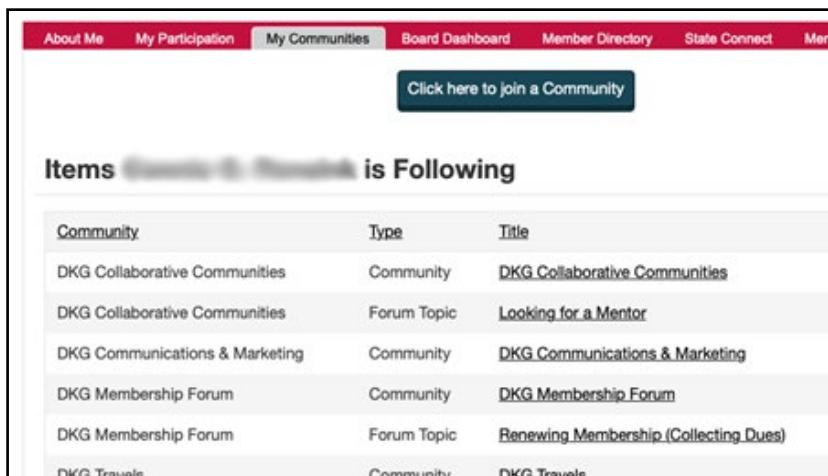 About Me My Participation My Communities Board Dashboard Member Directory State Connect
Click here to join a Community
Items is Following
Community Type Title
DKG Collaborative Communities Community DKG Collaborative Communities
DKG Collaborative Communities Forum Topic Looking for a Mentor
DKG Communications & Marketing Community DKG Communications & Marketing
DKG Membership Forum Community DKG Membership Forum
DKG Membership Forum Forum Topic Renewing Membership (Collecting Dues)
DKG Travels Community DKG Travels